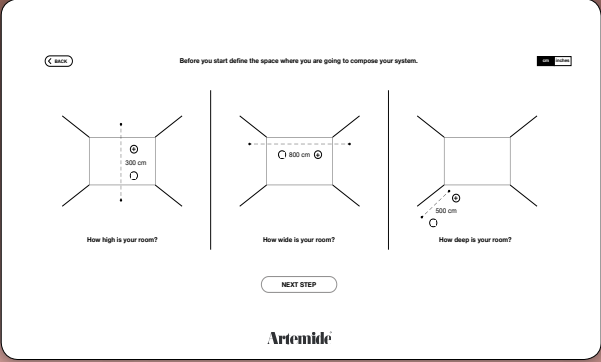 BACK
Before you start define the space where you are going to compose your system.
cm inches
300 cm
800 cm
500 cm
How high is your room?
How wide is your room?
How deep is your room?
NEXT STEP
Artemide